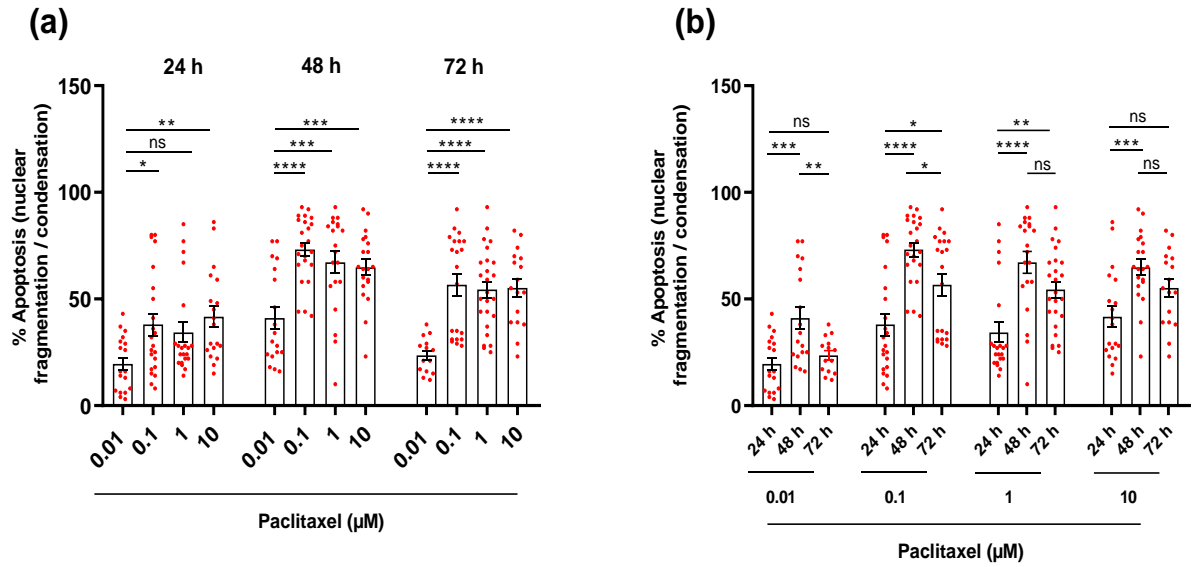 (a)
24 h 48 h 72 h
% Apoptosis (nuclear
fragmentation / condensation)
150
100
50
0
** *** ****
ns *** ****
* **** ****
0.01 0.1 1 10 0.01 0.1 1 10 0.01 0.1 1 10
Paclitaxel (µM)
(b)
% Apoptosis (nuclear
fragmentation / condensation)
150
100
50
0
ns * ** ns
*** **** **** ***
** * ns ns
24 h 48 h 72 h 24 h 48 h 72 h 24 h 48 h 72 h 24 h 48 h 72 h
0.01 0.1 1 10
Paclitaxel (µM)